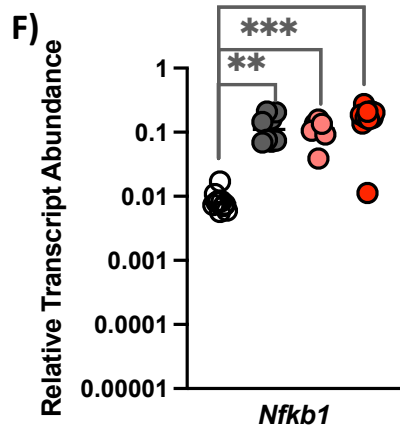 F)
***
**
Relative Transcript Abundance
1
0.1
0.01
0.001
0.0001
0.00001
Nfkb1